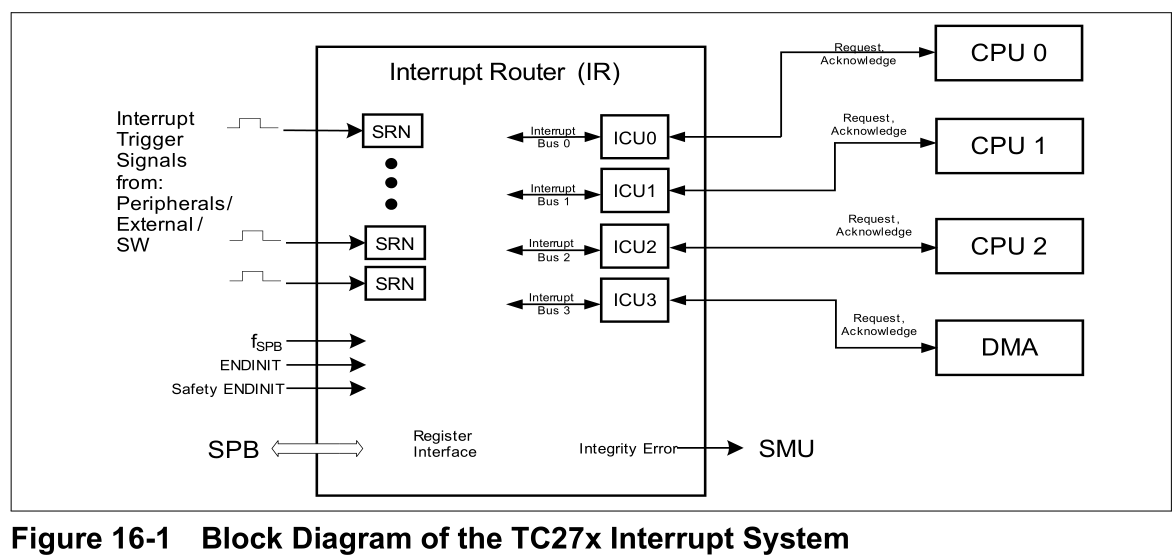 Interrupt Router (IR)
Interrupt
Trigger
Signals
from:
Peripherals/
External /
SW
SRN
SRN
SRN
fSPB
ENDINIT
Safety ENDINIT
SPB
Register
Interface
Interrupt
Bus 0
ICU0
Interrupt
Bus 1
ICU1
Interrupt
Bus 2
ICU2
Interrupt
Bus 3
ICU3
Integrity Error
SMU
Request,
Acknowledge
CPU 0
Request,
Acknowledge
CPU 1
Request,
Acknowledge
CPU 2
Request,
Acknowledge
DMA
Figure 16-1 Block Diagram of the TC27x Interrupt System